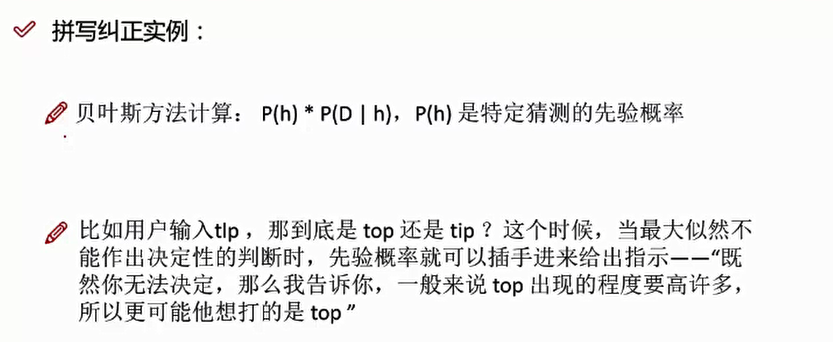 拼写纠正实例：
贝叶斯方法计算： P(h) * P(D | h)，P(h) 是特定猜测的先验概率
比如用户输入tlp ，那到底是 top 还是 tip ？这个时候，当最大似然不
能作出决定性的判断时，先验概率就可以插手进来给出指示——“既
然你无法决定，那么我告诉你，一般来说 top 出现的程度要高许多，
所以更可能他想打的是 top ”